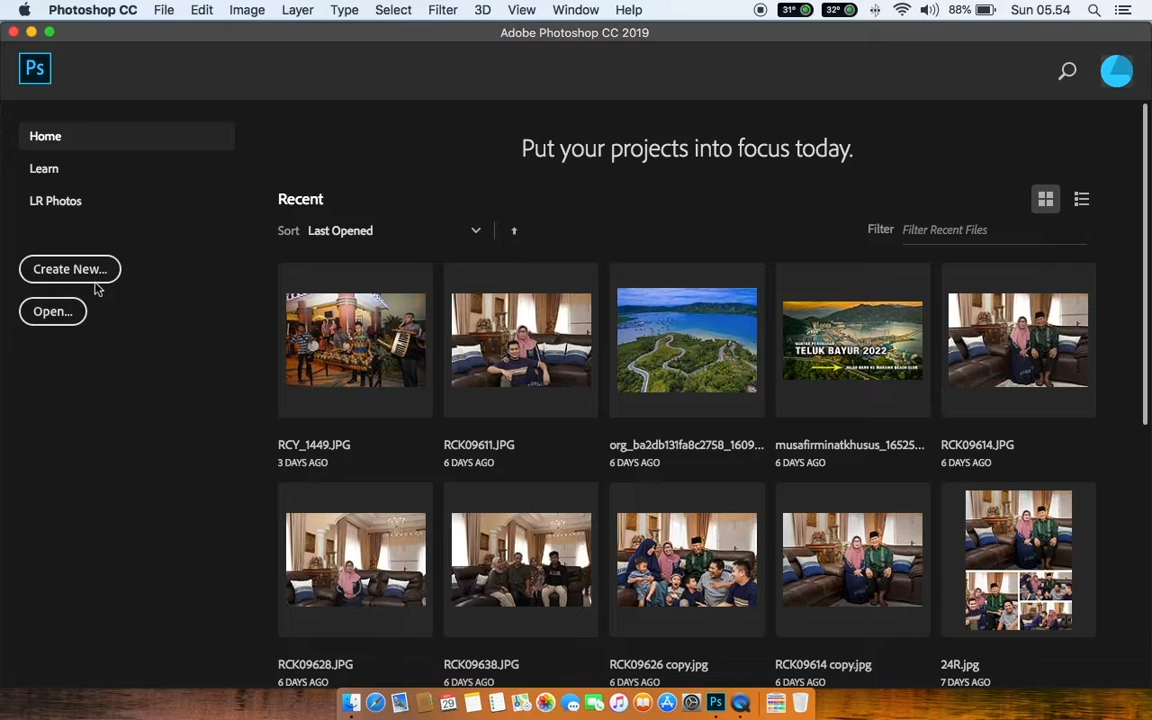 Photoshop CC File Edit Image Layer Type Select Filter 3D View Window Help 31° 32° 88% Sun 05.54
Adobe Photoshop CC 2019
Ps
Home
Learn
LR Photos
Create New...
Open...
Put your projects into focus today.
Recent
Sort Last Opened
Filter Filter Recent Files
TELUK BAYUR 2022
RCY_1449.JPG
3 DAYS AGO
RCK09611.JPG
6 DAYS AGO
org_ba2db131fa8c2758_1609...
6 DAYS AGO
musafirminatkhusus_16525...
6 DAYS AGO
RCK09614.JPG
6 DAYS AGO
RCK09628.JPG
6 DAYS AGO
RCK09638.JPG
6 DAYS AGO
RCK09626 copy.jpg
6 DAYS AGO
RCK09614 copy.jpg
6 DAYS AGO
24R.jpg
7 DAYS AGO
29
Ps